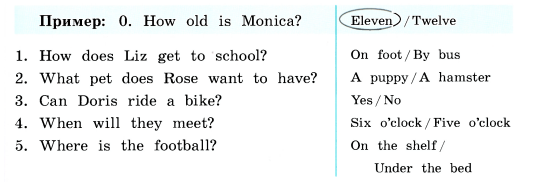 Пример: 0. How old is Monica? Eleven / Twelve
1. How does Liz get to school? On foot / By bus
2. What pet does Rose want to have? A puppy / A hamster
3. Can Doris ride a bike? Yes / No
4. When will they meet? Six o'clock / Five o'clock
5. Where is the football? On the shelf /
Under the bed